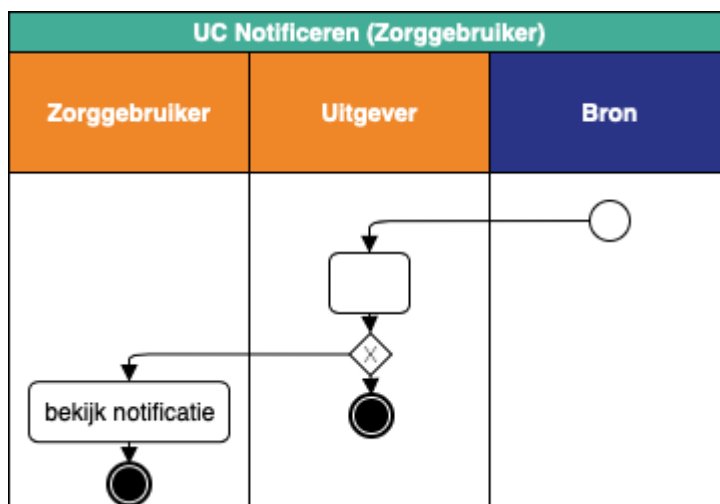 UC Notificeren (Zorggebruiker)
Zorggebruiker
Uitgever
Bron
X
bekijk notificatie